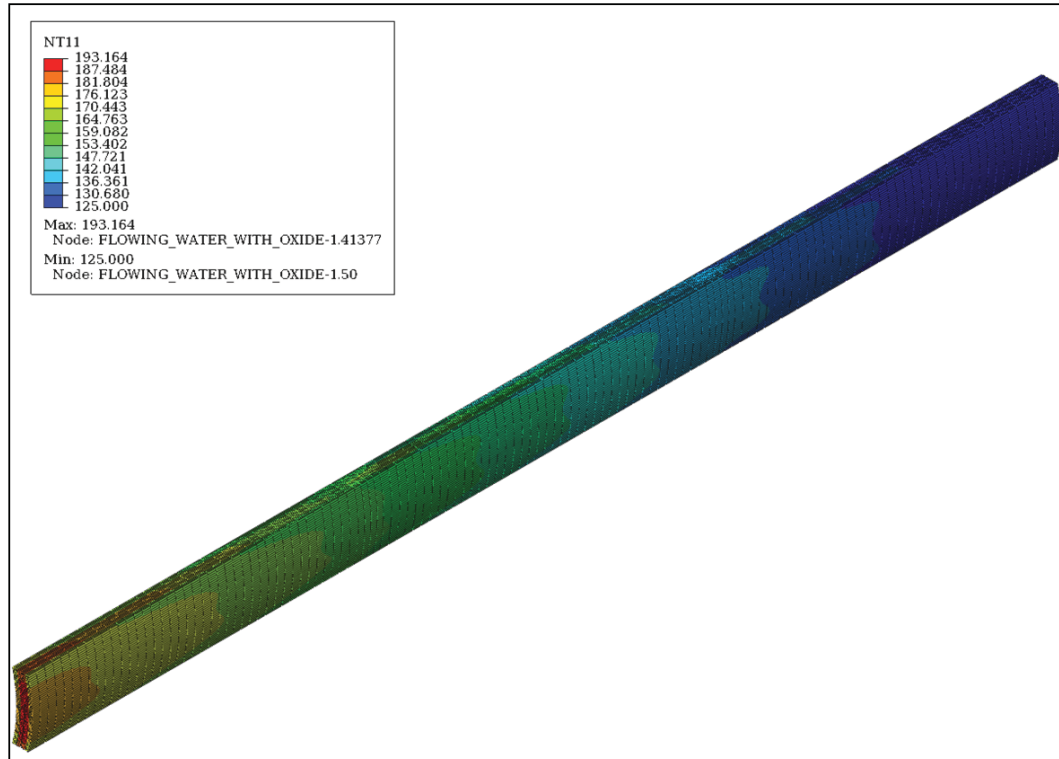 NT11
193.164
187.484
181.804
176.123
170.443
164.763
159.082
153.402
147.721
142.041
136.361
130.680
125.000
Max: 193.164
Node: FLOWING_WATER_WITH_OXIDE-1.41377
Min: 125.000
Node: FLOWING_WATER_WITH_OXIDE-1.50